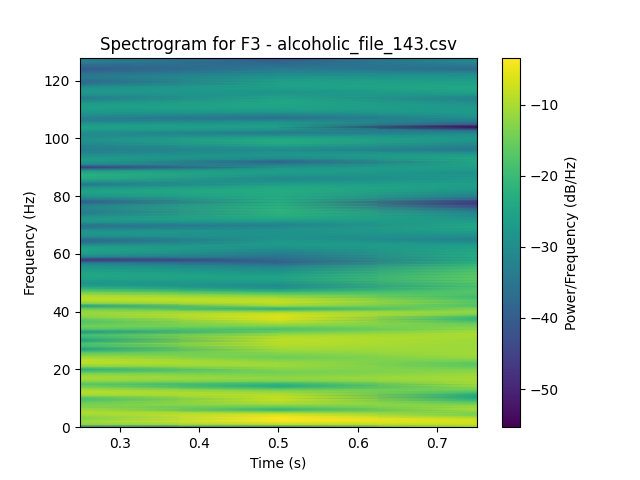 Spectrogram for F3 - alcoholic_file_143.csv
120
100
80
60
40
20
0
Frequency (Hz)
0.3 0.4 0.5 0.6 0.7
Time (s)
−10
−20
−30
−40
−50
Power/Frequency (dB/Hz)